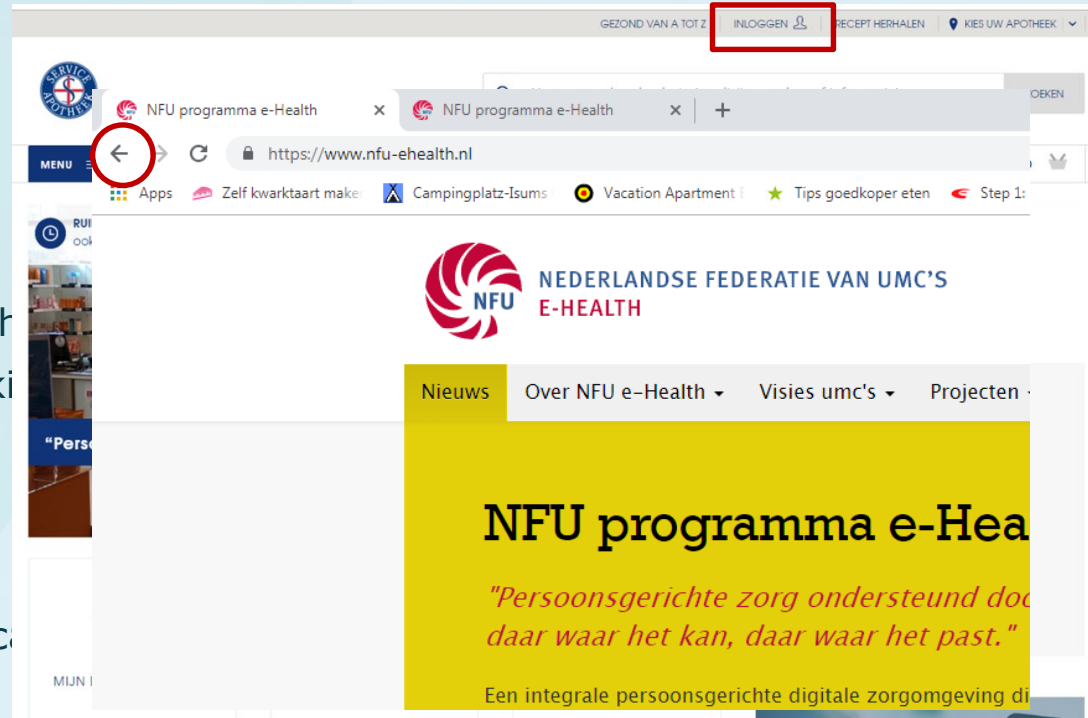 GEZOND VAN A TOT Z INLOGGEN RECEPT HERHALEN KIES UW APOTHEEK
SERVICE APOTHEEK
NFU programma e-Health × NFU programma e-Health × +
MENU
https://www.nfu-ehealth.nl
Apps Zelf kwarktaart make Campingplatz-Isums Vacation Apartment Tips goedkoper eten Step 1:
NFU
NEDERLANDSE FEDERATIE VAN UMC'S
E-HEALTH
Nieuws Over NFU e-Health Visies umc's Projecten
"Pers
NFU programma e-Hea
"Persoonsgerichte zorg ondersteund doo
daar waar het kan, daar waar het past."
MIJN
Een integrale persoonsgerichte digitale zorgomgeving di